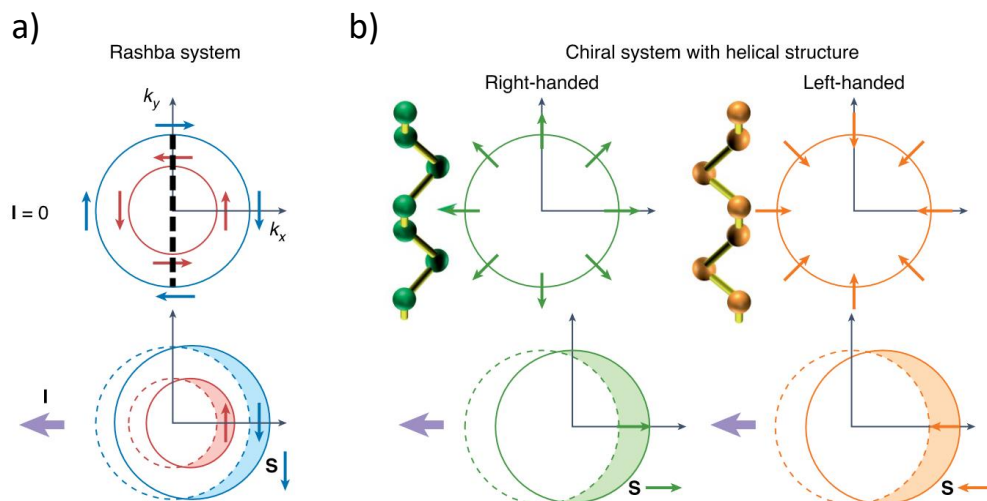 a)
b)
Rashba system
Chiral system with helical structure
Right-handed
Left-handed
k_y
I = 0
k_x
I
S
S
S